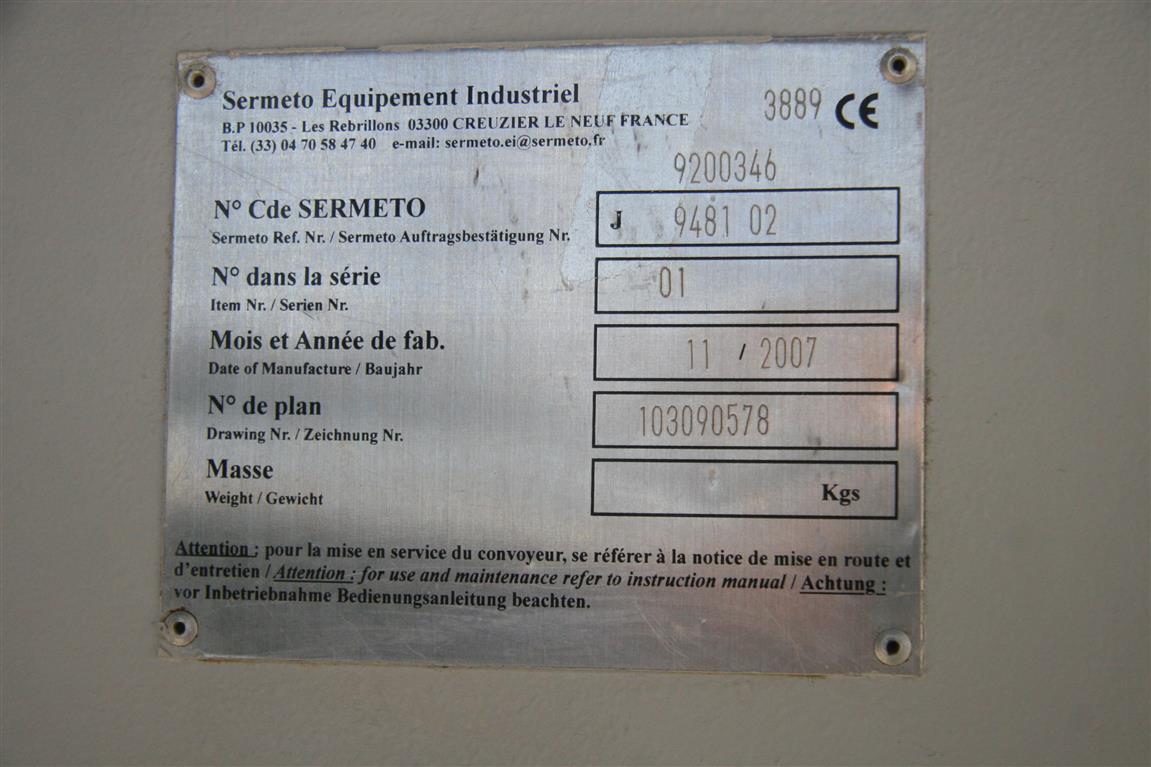 Sermeto Equipement Industriel 3889 CE
B.P 10035 - Les Rebrillons 03300 CREUZIER LE NEUF FRANCE
Tél. (33) 04 70 58 47 40 e-mail: sermeto.ei@sermeto.fr
9200346
N° Cde SERMETO J 9481 02
Sermeto Ref. Nr. / Sermeto Auftragsbestätigung Nr.
N° dans la série 01
Item Nr. / Serien Nr.
Mois et Année de fab. 11 / 2007
Date of Manufacture / Baujahr
N° de plan 103090578
Drawing Nr. / Zeichnung Nr.
Masse Kgs
Weight / Gewicht
Attention : pour la mise en service du convoyeur, se référer à la notice de mise en route et
d'entretien / Attention : for use and maintenance refer to instruction manual / Achtung :
vor Inbetriebnahme Bedienungsanleitung beachten.